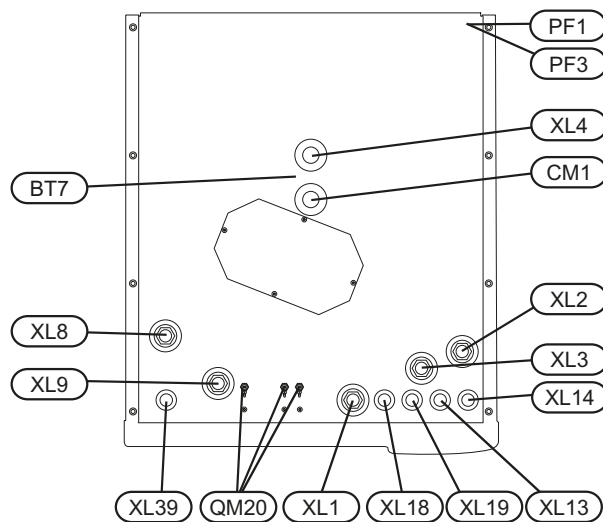 PF1
PF3
XL4
BT7
CM1
XL2
XL8
XL3
XL9
XL14
XL39
QM20
XL1
XL18
XL19
XL13